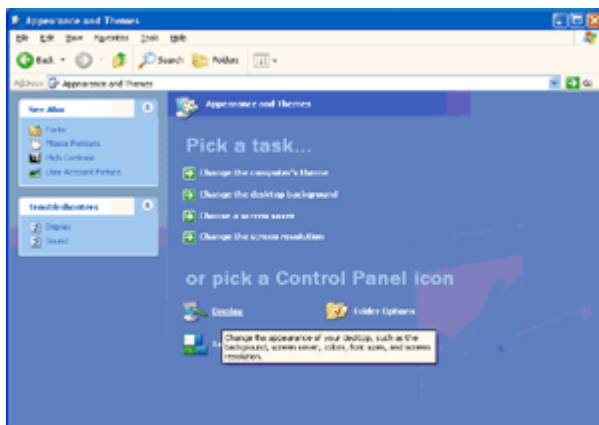 Appearance and Themes
File Edit View Favorites Tools Help
Back Search Folders
Address Appearance and Themes Go
See Also
Fonts
Mouse Pointers
High Contrast
User Account Picture
Troubleshooters
Display
Sound
Appearance and Themes
Pick a task...
Change the computer's theme
Change the desktop background
Choose a screen saver
Change the screen resolution
or pick a Control Panel icon
Display Folder Options
Change the appearance of your desktop, such as the
background, screen saver, colors, font sizes, and screen
resolution.